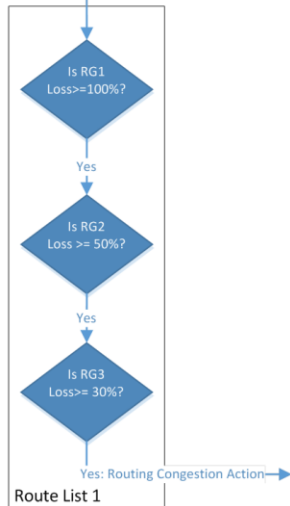 Is RG1
Loss>=100%?
Yes
Is RG2
Loss >= 50%?
Yes
Is RG3
Loss>= 30%?
Yes: Routing Congestion Action
Route List 1